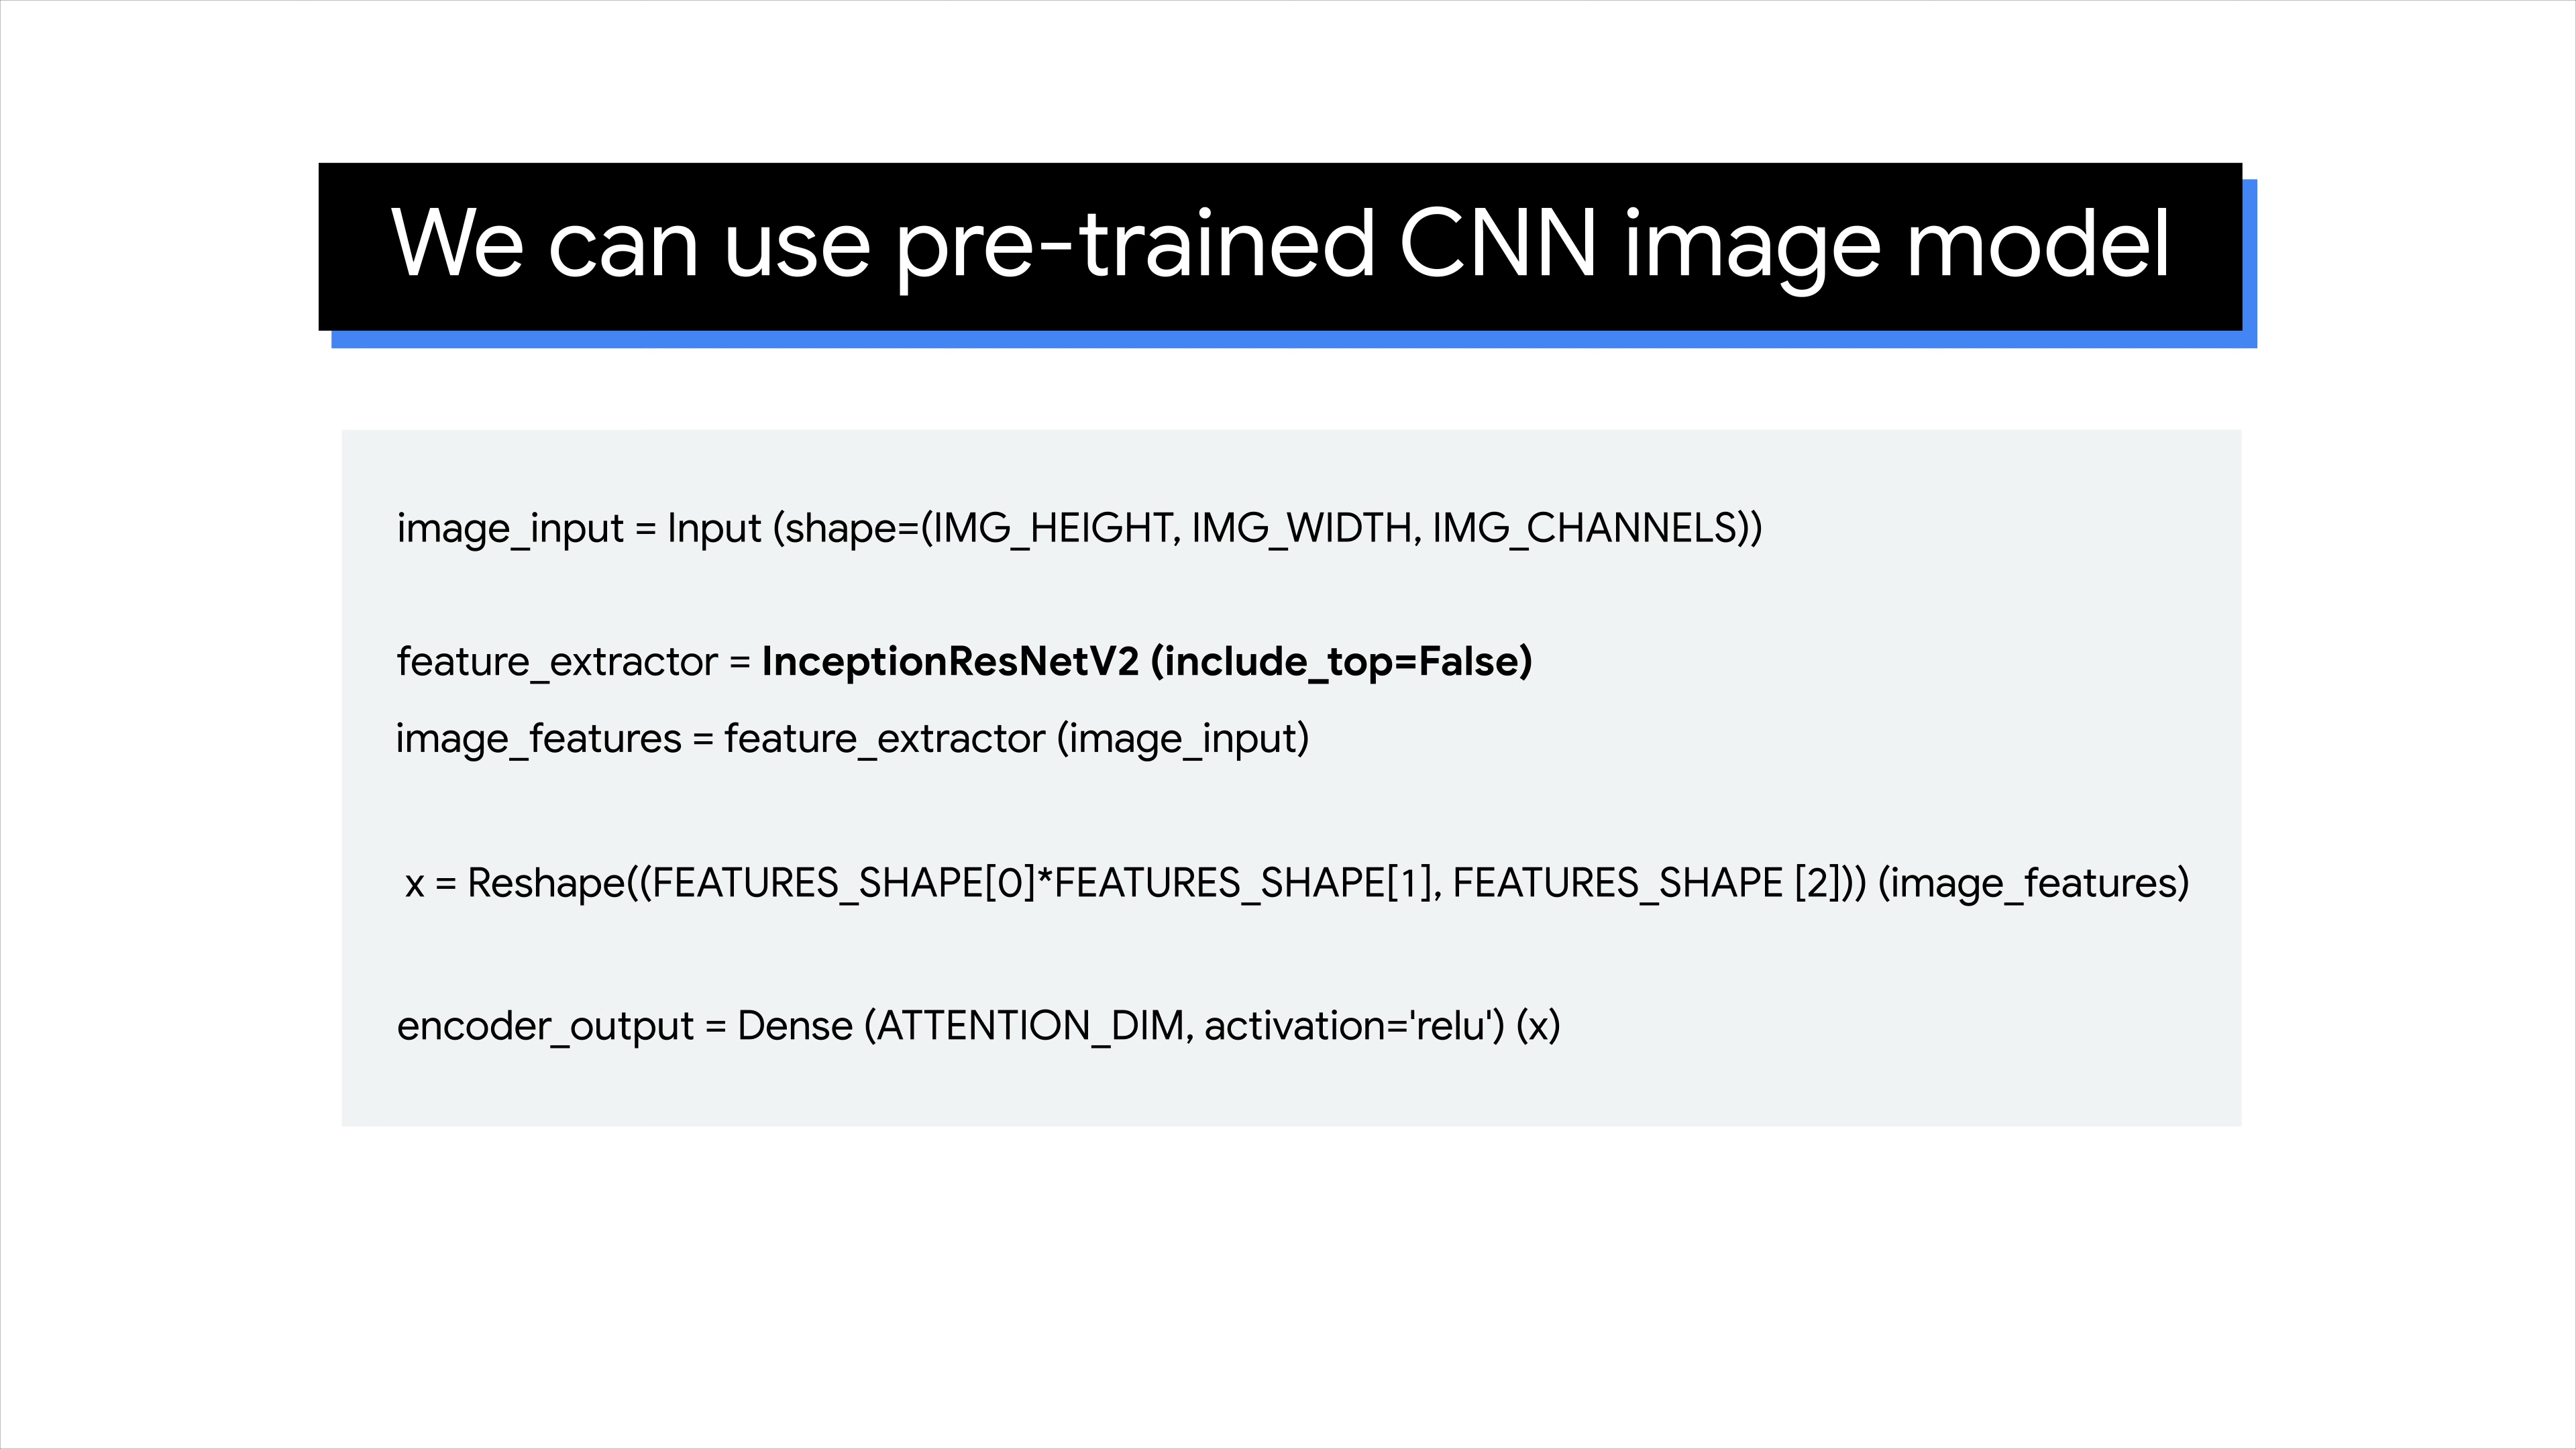 We can use pre-trained CNN image model
image_input = Input (shape=(IMG_HEIGHT, IMG_WIDTH, IMG_CHANNELS))
feature_extractor = InceptionResNetV2 (include_top=False)
image_features = feature_extractor (image_input)
x = Reshape((FEATURES_SHAPE[0]*FEATURES_SHAPE[1], FEATURES_SHAPE [2])) (image_features)
encoder_output = Dense (ATTENTION_DIM, activation='relu') (x)